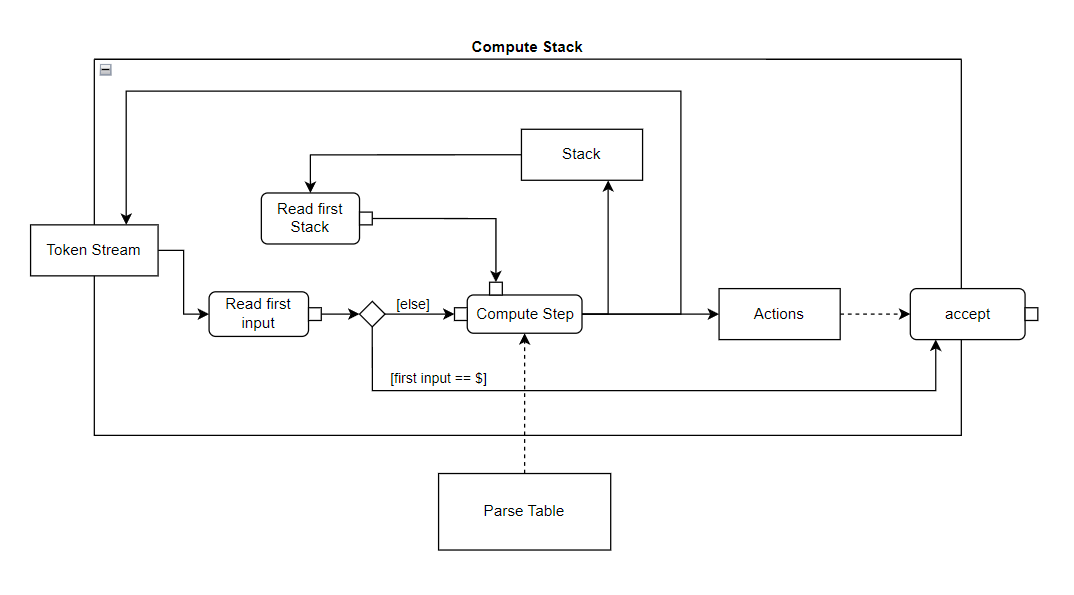 Compute Stack
Stack
Read first
Stack
Token Stream
Read first
input
[else]
Compute Step
Actions
accept
[first input == $]
Parse Table